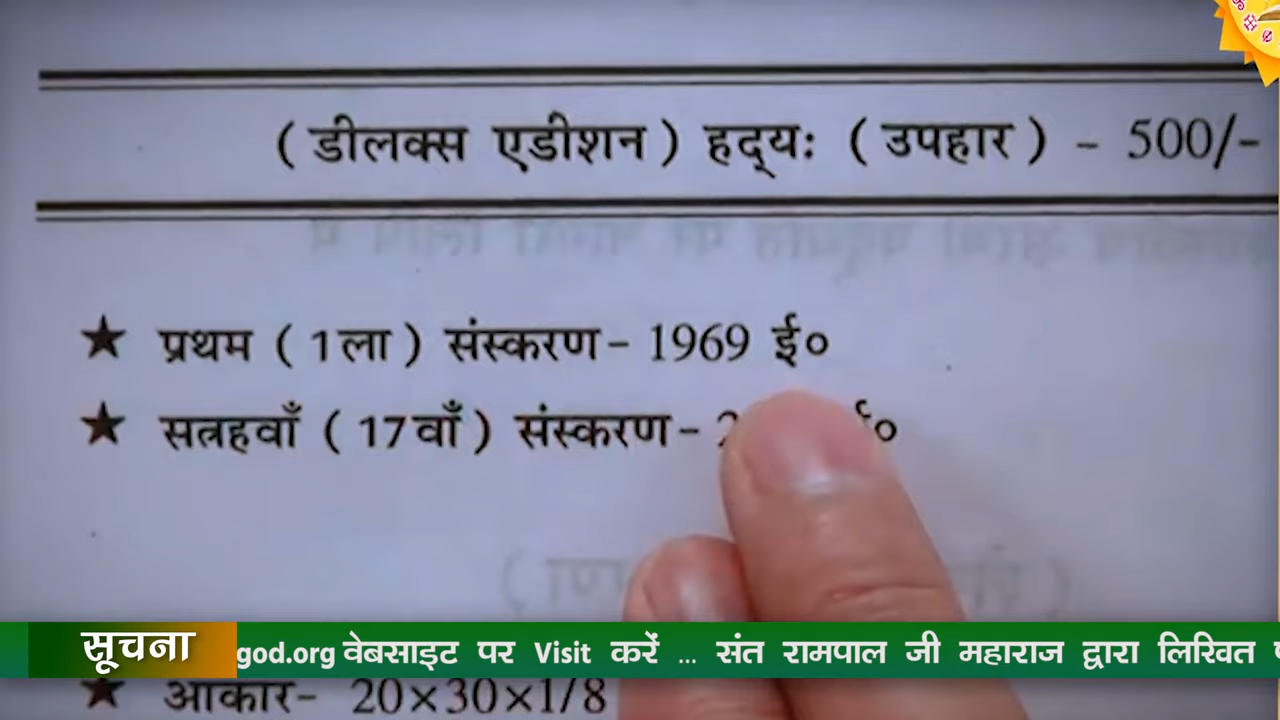 ( डीलक्स एडीशन ) हद्‌यः ( उपहार ) - 500/-
★ प्रथम ( 1ला ) संस्करण- 1969 ई०
★ सत्रहवाँ ( 17वाँ ) संस्करण-
सूचना god.org वेबसाइट पर Visit करें ... संत रामपाल जी महाराज द्वारा लिखित
★ आकार- 20×30×1/8